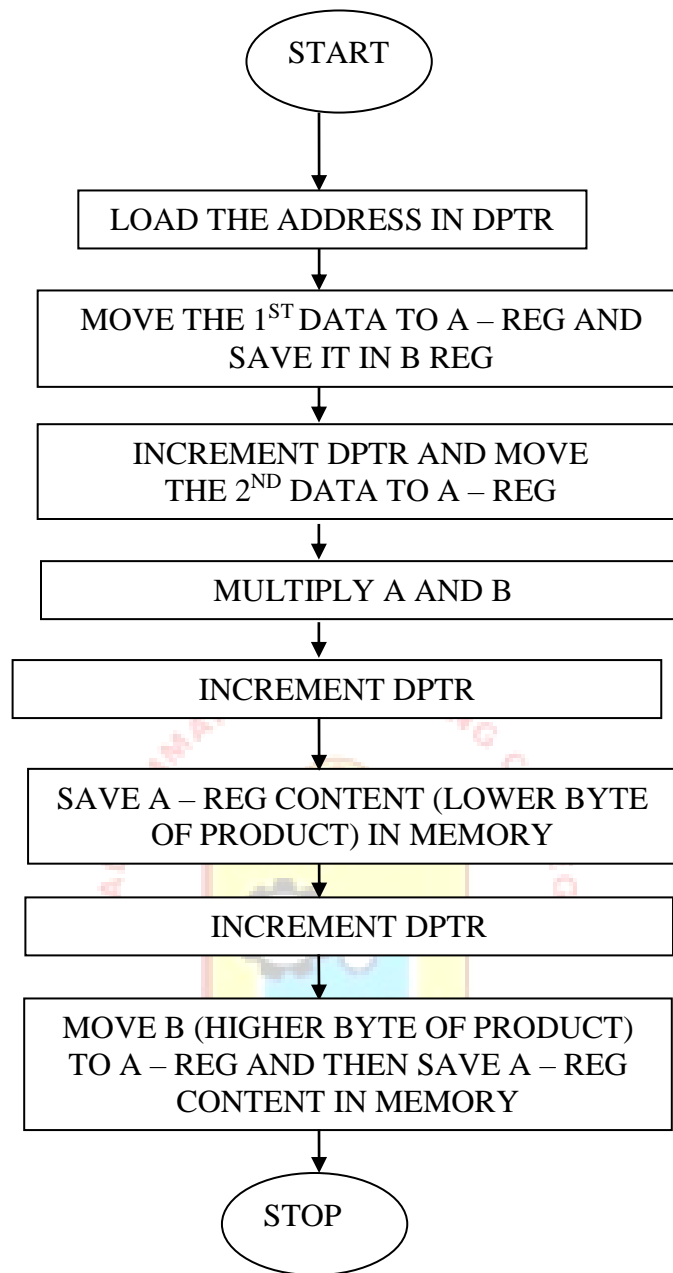 START
LOAD THE ADDRESS IN DPTR
MOVE THE 1ST DATA TO A – REG AND
SAVE IT IN B REG
INCREMENT DPTR AND MOVE
THE 2ND DATA TO A – REG
MULTIPLY A AND B
INCREMENT DPTR
SAVE A – REG CONTENT (LOWER BYTE
OF PRODUCT) IN MEMORY
INCREMENT DPTR
MOVE B (HIGHER BYTE OF PRODUCT)
TO A – REG AND THEN SAVE A – REG
CONTENT IN MEMORY
STOP